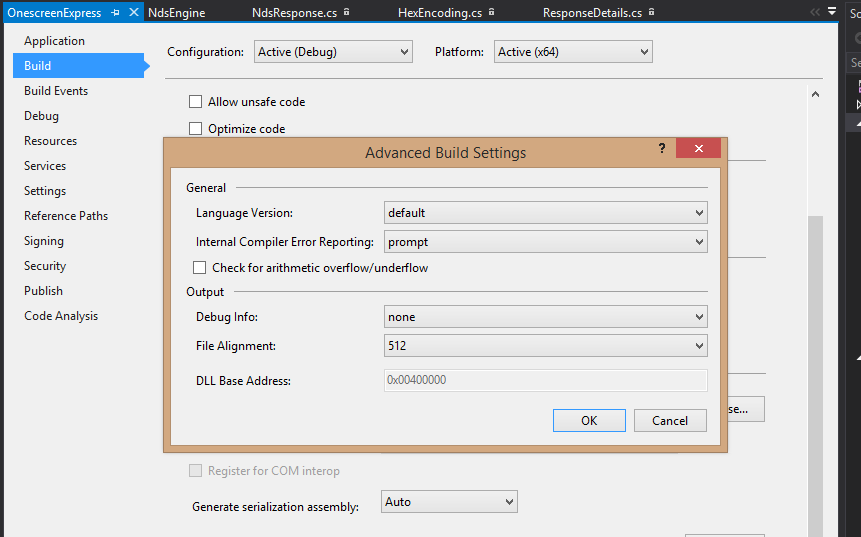 OnescreenExpress NdsEngine NdsResponse.cs HexEncoding.cs ResponseDetails.cs
Application
Configuration: Active (Debug) Platform: Active (x64)
Build
Build Events
Allow unsafe code
Debug
Optimize code
Resources
Services
Settings
Reference Paths
Signing
Security
Publish
Code Analysis
Advanced Build Settings
?
General
Language Version: default
Internal Compiler Error Reporting: prompt
Check for arithmetic overflow/underflow
Output
Debug Info: none
File Alignment: 512
DLL Base Address: 0x00400000
se...
OK Cancel
Register for COM interop
Generate serialization assembly: Auto